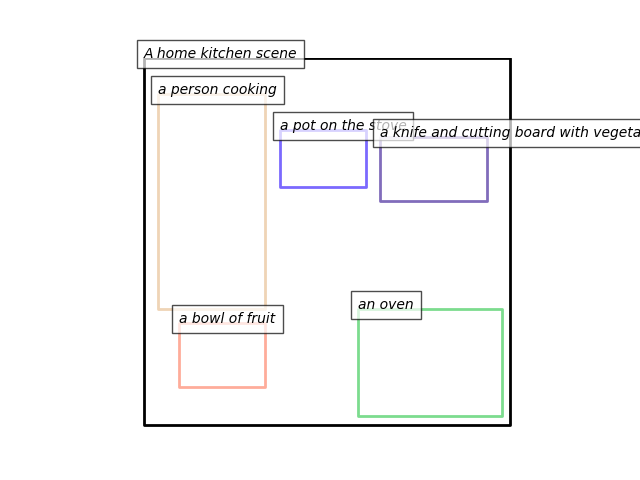 A home kitchen scene
a person cooking
a pot on the stove
a knife and cutting board with
an oven
a bowl of fruit